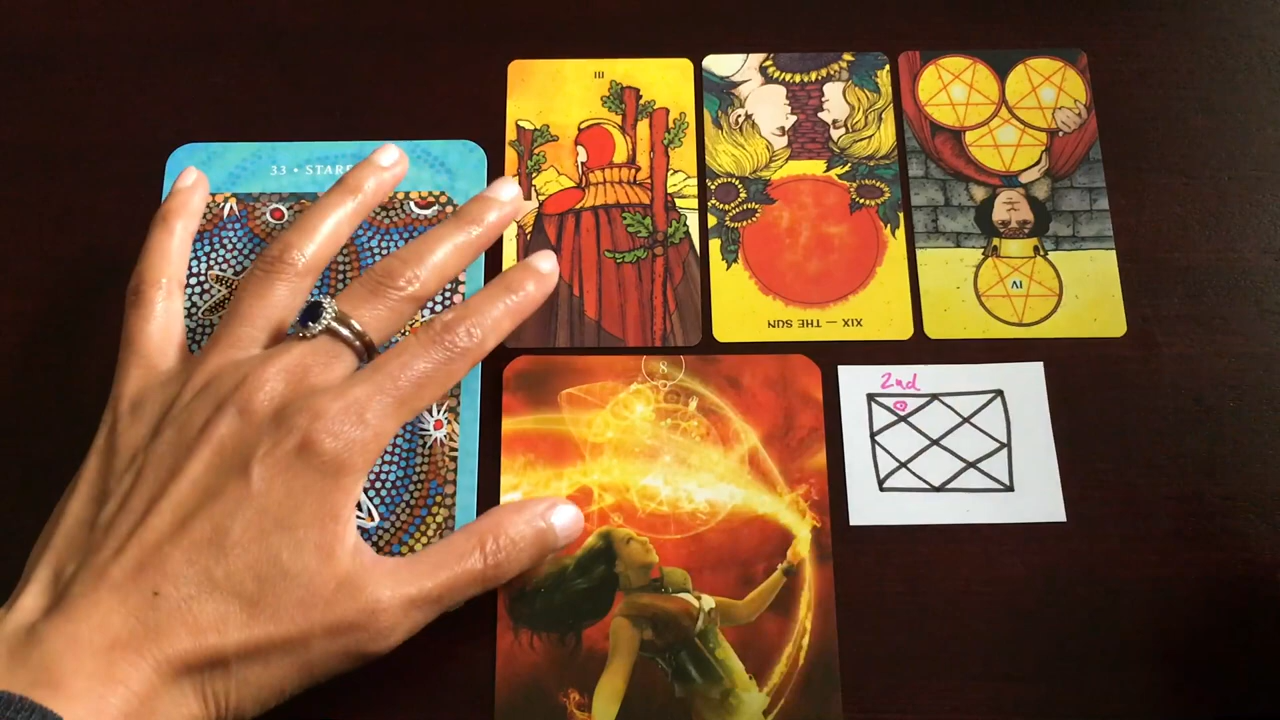 33 • STAR
III
XIX — THE SUN
IV
8
2nd